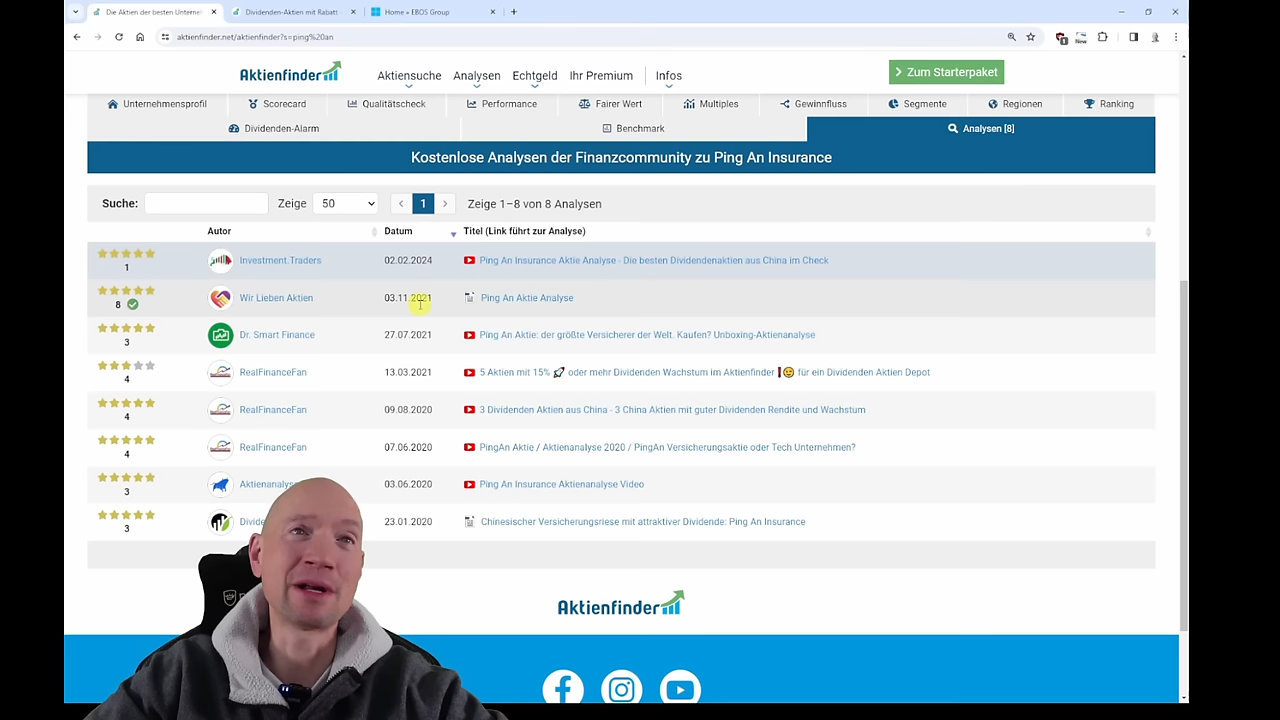 Die Aktien der besten Unterne
Dividenden-Aktien mit Rabatt
Home » EBOS Group
aktienfinder.net/aktienfinder?s=ping%20an
New
Aktienfinder
Aktiensuche
Analysen
Echtgeld
Ihr Premium
Infos
Zum Starterpaket
Unternehmensprofil
Scorecard
Qualitätscheck
Performance
Fairer Wert
Multiples
Gewinnfluss
Segmente
Regionen
Ranking
Dividenden-Alarm
Benchmark
Analysen [8]
Kostenlose Analysen der Finanzcommunity zu Ping An Insurance
Suche:
Zeige
50
1
Zeige 1–8 von 8 Analysen
Autor Datum Titel (Link führt zur Analyse)
1 Investment.Traders 02.02.2024 Ping An Insurance Aktie Analyse - Die besten Dividendenaktien aus China im Check
8 Wir Lieben Aktien 03.11.2021 Ping An Aktie Analyse
3 Dr. Smart Finance 27.07.2021 Ping An Aktie: der größte Versicherer der Welt. Kaufen? Unboxing-Aktienanalyse
4 RealFinanceFan 13.03.2021 5 Aktien mit 15% 🚀 oder mehr Dividenden Wachstum im Aktienfinder ❗😉 für ein Dividenden Aktien Depot
4 RealFinanceFan 09.08.2020 3 Dividenden Aktien aus China - 3 China Aktien mit guter Dividenden Rendite und Wachstum
4 RealFinanceFan 07.06.2020 PingAn Aktie / Aktienanalyse 2020 / PingAn Versicherungsaktie oder Tech Unternehmen?
3 Aktienanalys 03.06.2020 Ping An Insurance Aktienanalyse Video
3 Divide 23.01.2020 Chinesischer Versicherungsriese mit attraktiver Dividende: Ping An Insurance
Aktienfinder